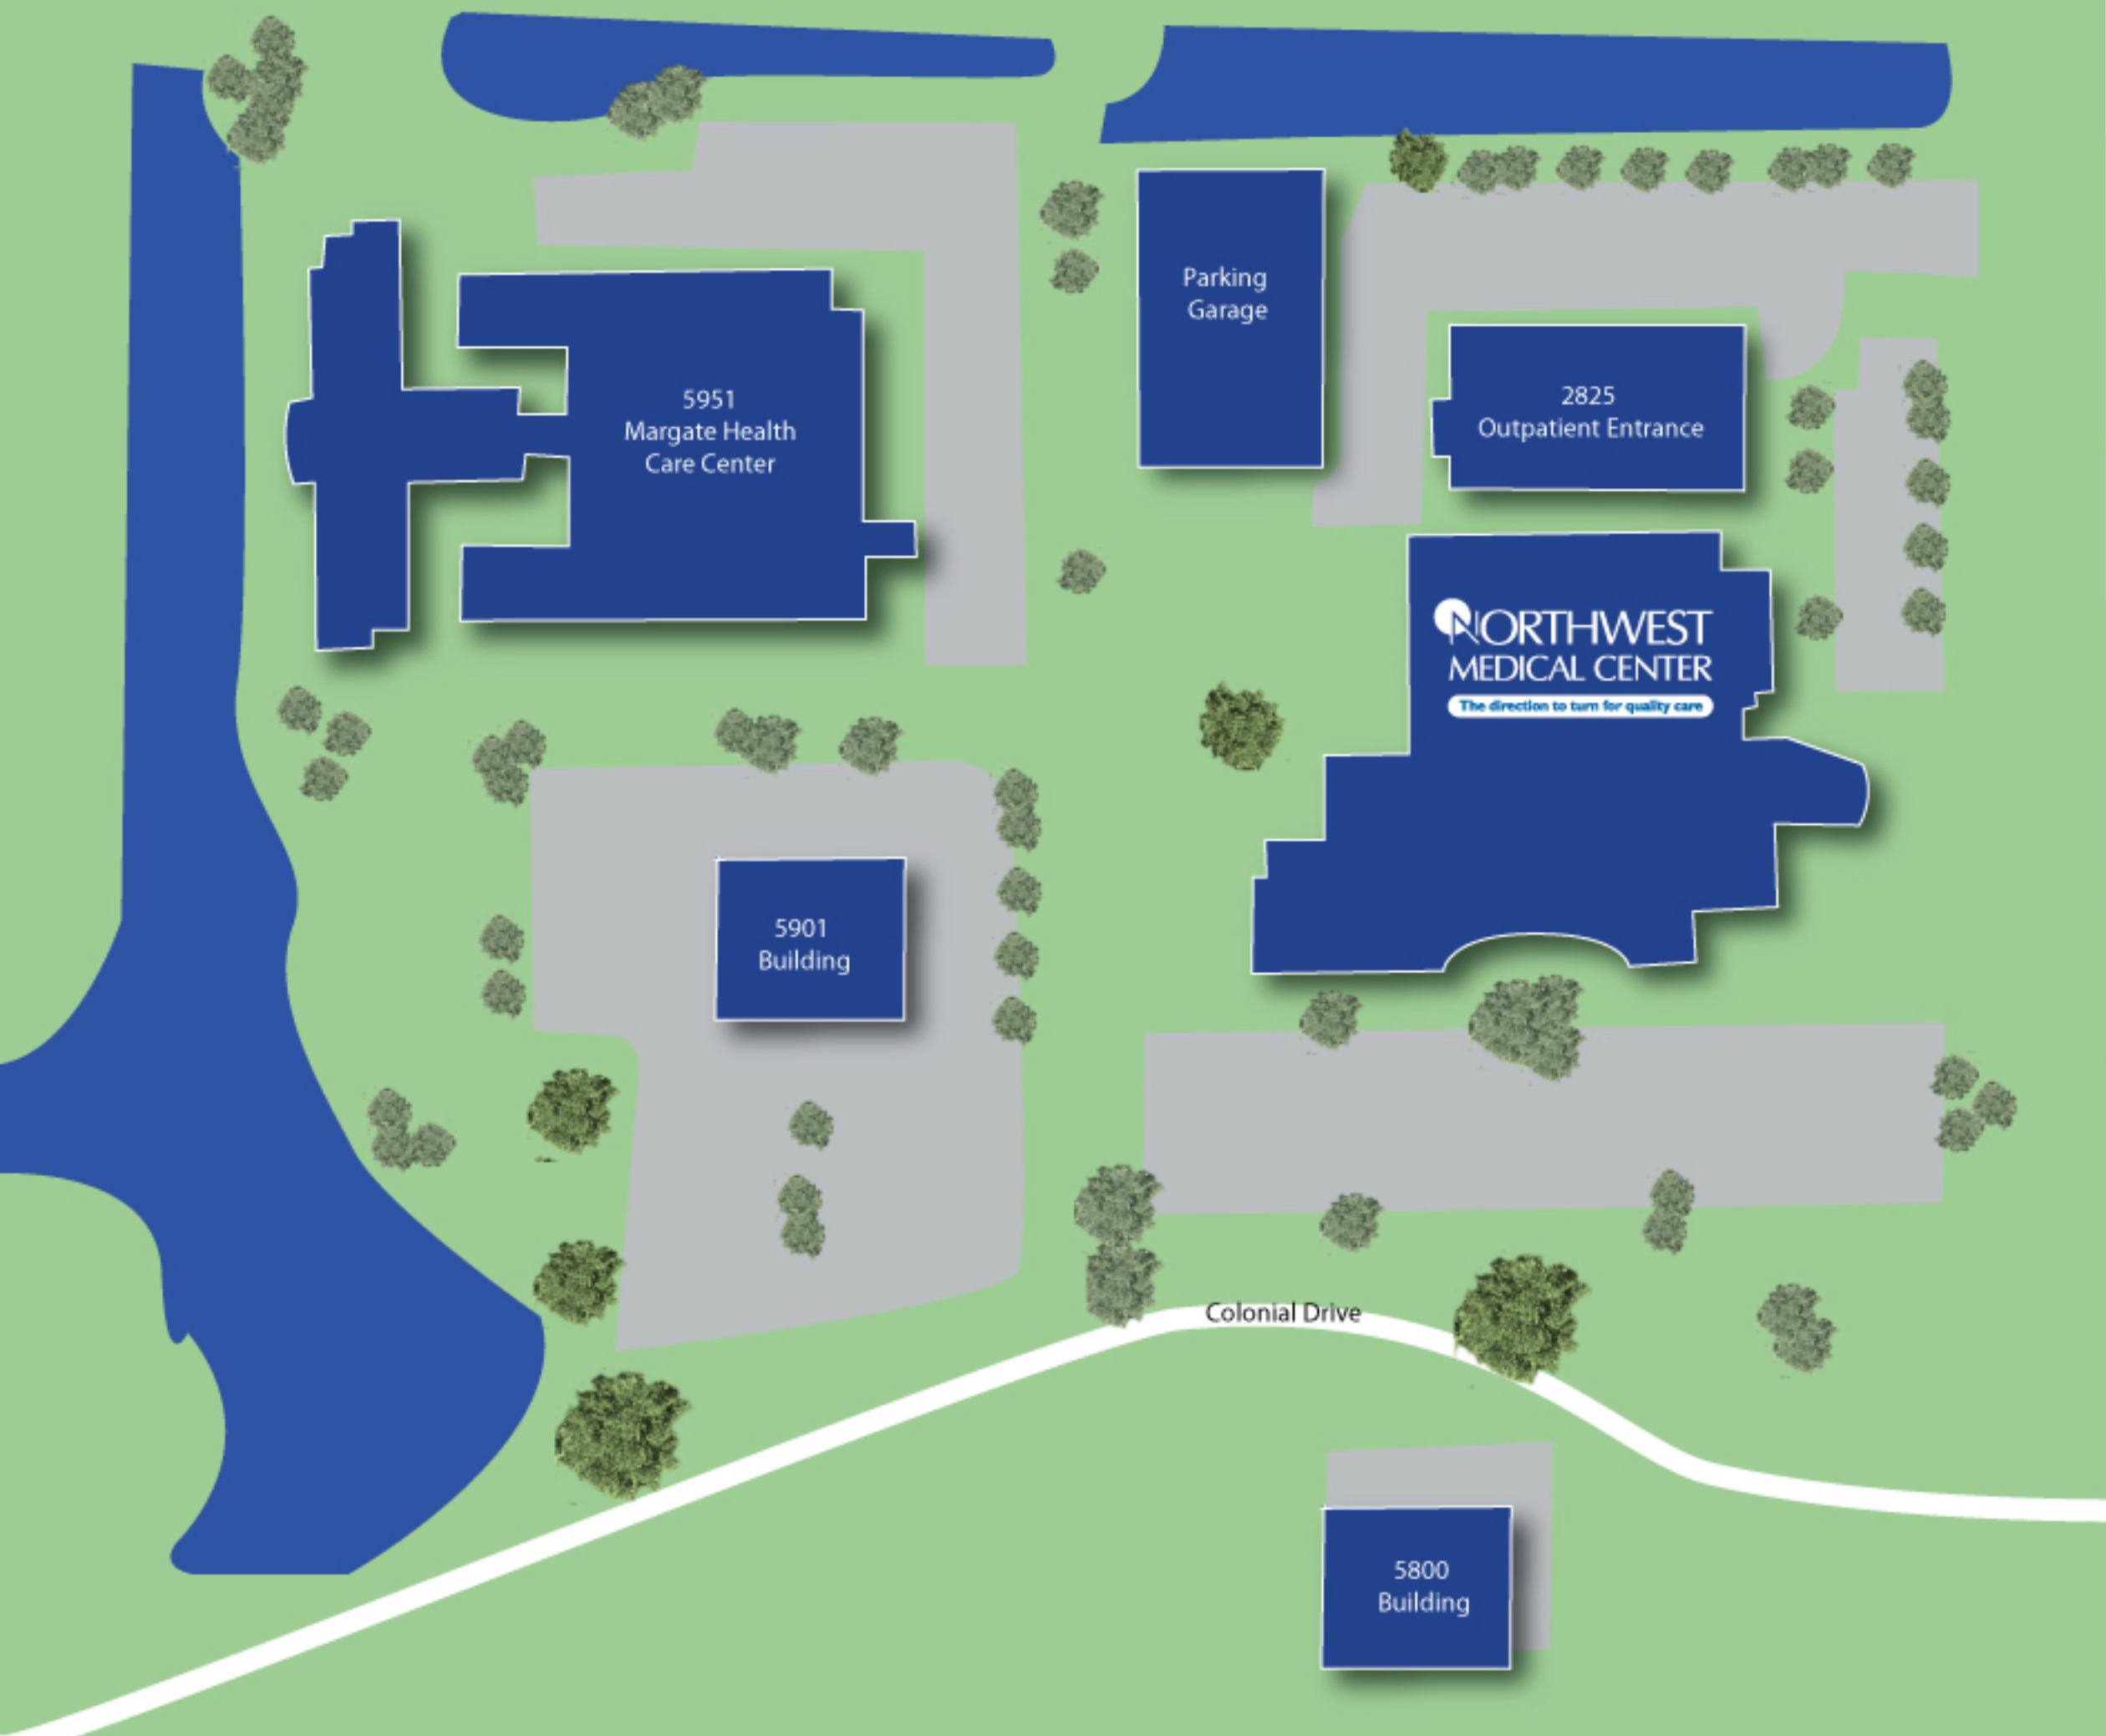 Parking
Garage
5951
Margate Health
Care Center
2825
Outpatient Entrance
NORTHWEST
MEDICAL CENTER
The direction to turn for quality care
5901
Building
Colonial Drive
5800
Building